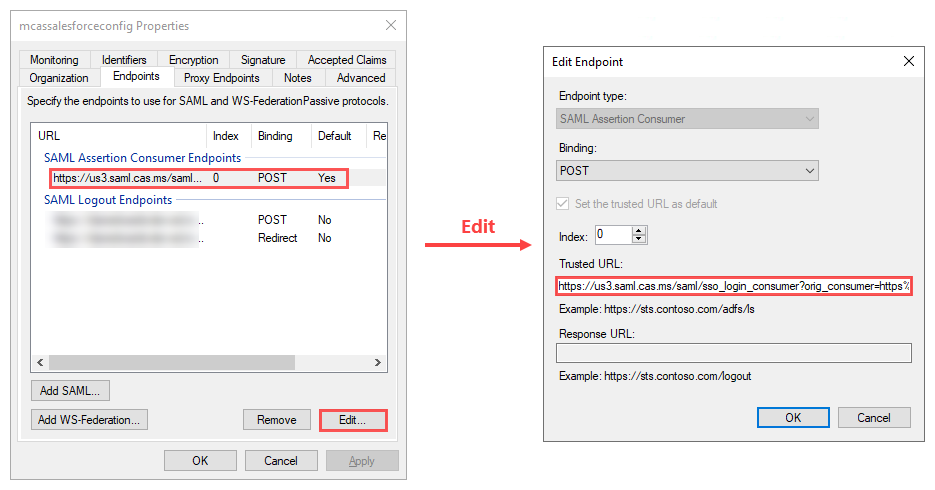 mcassalesforceconfig Properties
Monitoring Identifiers Encryption Signature Accepted Claims
Organization Endpoints Proxy Endpoints Notes Advanced
Specify the endpoints to use for SAML and WS-FederationPassive protocols.
URL Index Binding Default Re
SAML Assertion Consumer Endpoints
https://us3.saml.cas.ms/saml... 0 POST Yes
SAML Logout Endpoints
.. POST No
.. Redirect No
Add SAML...
Add WS-Federation... Remove Edit...
OK Cancel Apply
Edit
Edit Endpoint
Endpoint type:
SAML Assertion Consumer
Binding:
POST
Set the trusted URL as default
Index: 0
Trusted URL:
https://us3.saml.cas.ms/saml/sso_login_consumer?orig_consumer=https%
Example: https://sts.contoso.com/adfs/ls
Response URL:
Example: https://sts.contoso.com/logout
OK Cancel